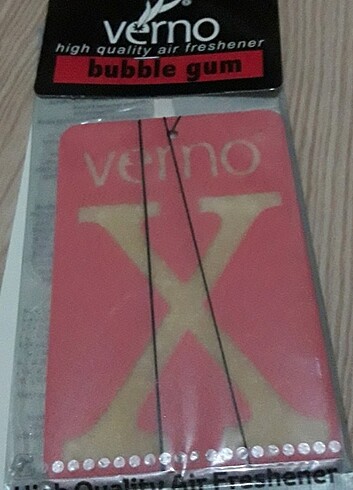 verno®
high quality air freshener
bubble gum
verno
X
High Quality Air Freshener